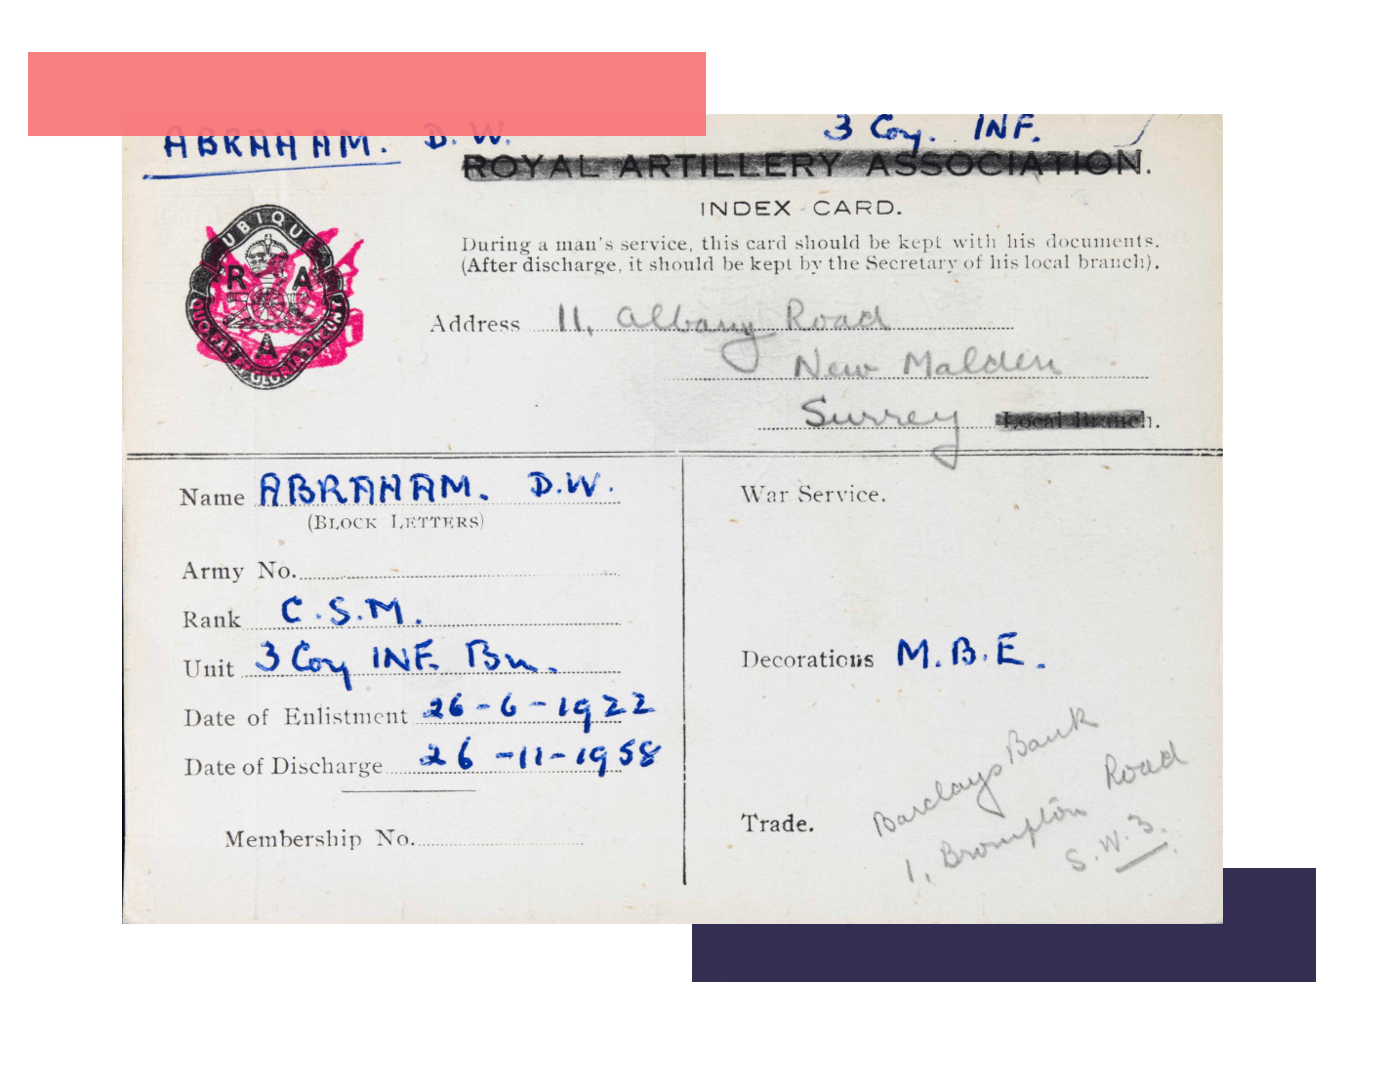 ABRAHAM. D. W. 3 Coy. INF.
ROYAL ARTILLERY ASSOCIATION.
INDEX CARD.
During a man's service, this card should be kept with his documents.
(After discharge, it should be kept by the Secretary of his local branch).
UBIQUE
R A
A
Address 11, Albany Road
New Malden
Surrey Local Branch.
Name ABRAHAM. D.W.
(BLOCK LETTERS)
Army No.
Rank C.S.M.
Unit 3 Coy INF. Bn.
Date of Enlistment 26-6-1922
Date of Discharge 26-11-1958
Membership No.
War Service.
Decorations M.B.E.
Trade.
Barclays Bank
1, Brompton Road
S.W.3.